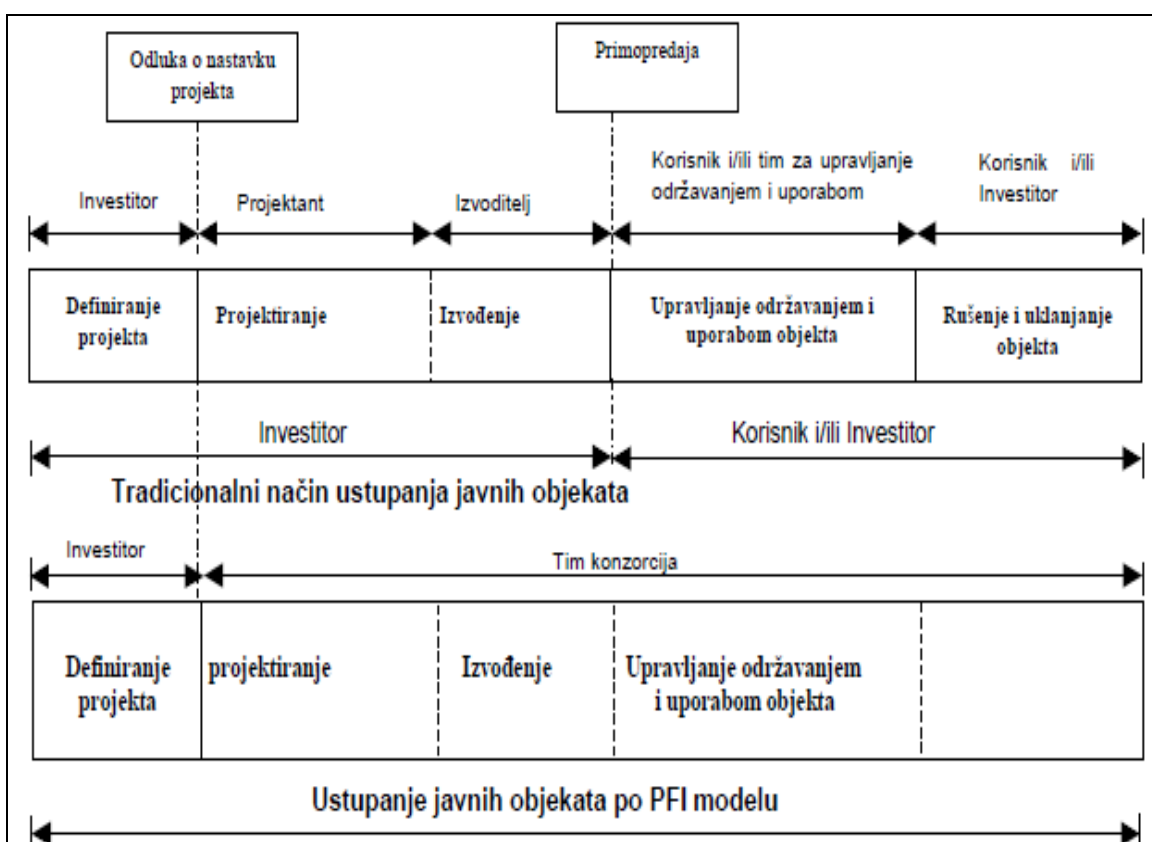 Odluka o nastavku
projekta
Primopredaja
Investitor
Projektant
Izvoditelj
Korisnik i/ili tim za upravljanje
održavanjem i uporabom
Korisnik i/ili
Investitor
Definiranje
projekta
Projektiranje
Izvođenje
Upravljanje održavanjem i
uporabom objekta
Rušenje i uklanjanje
objekta
Investitor
Korisnik i/ili Investitor
Tradicionalni način ustupanja javnih objekata
Investitor
Tim konzorcija
Definiranje
projekta
projektiranje
Izvođenje
Upravljanje održavanjem
i uporabom objekta
Ustupanje javnih objekata po PFI modelu